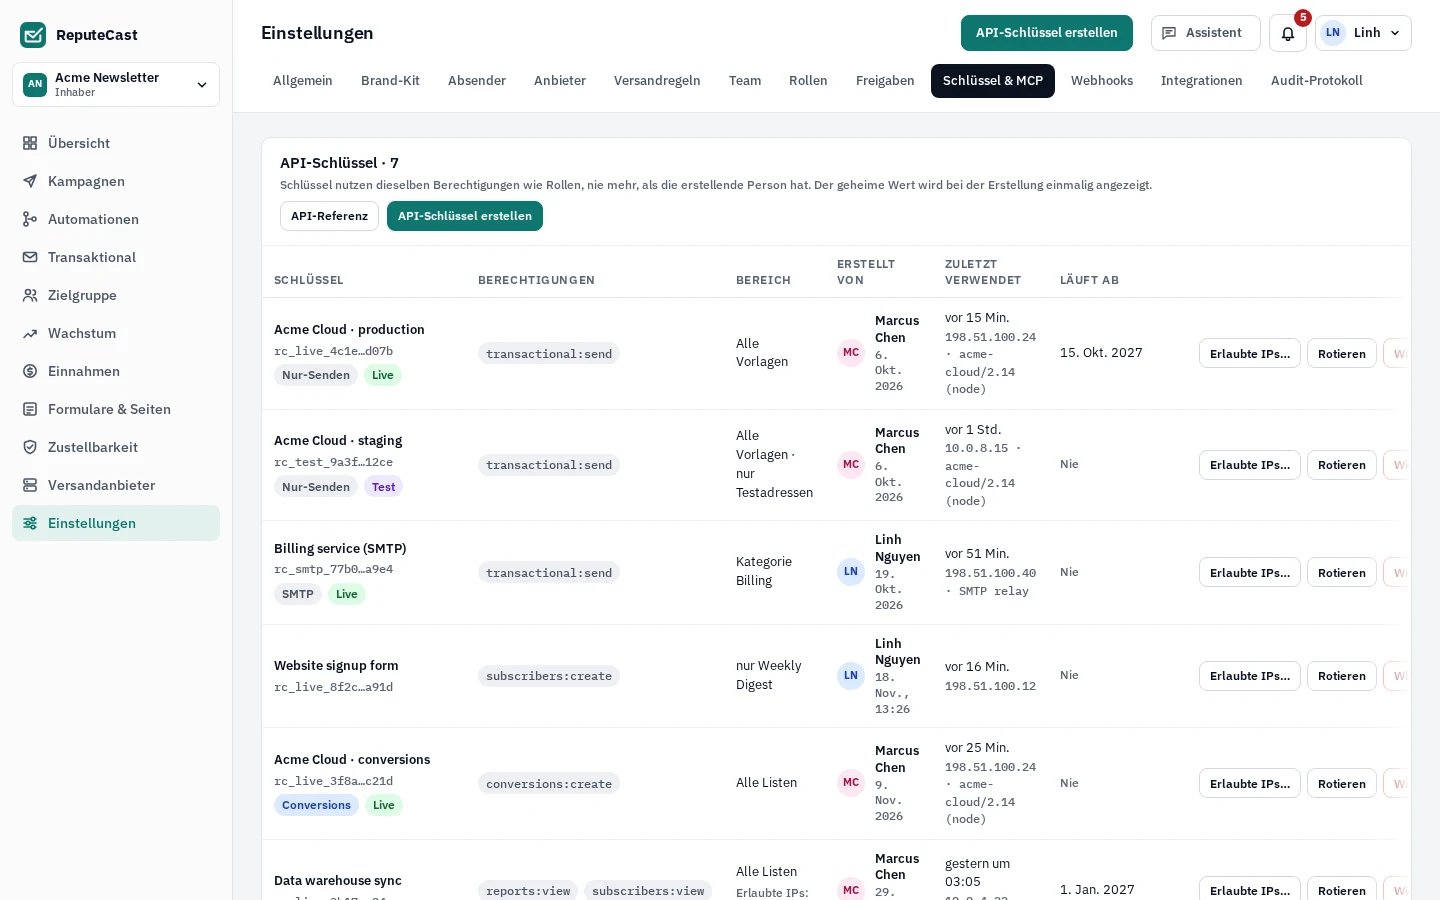 ReputeCast
AN
Acme Newsletter
Inhaber
Übersicht
Kampagnen
Automationen
Transaktional
Zielgruppe
Wachstum
Einnahmen
Formulare & Seiten
Zustellbarkeit
Versandanbieter
Einstellungen
Einstellungen
API-Schlüssel erstellen
Assistent
5
LN
Linh
Allgemein
Brand-Kit
Absender
Anbieter
Versandregeln
Team
Rollen
Freigaben
Schlüssel & MCP
Webhooks
Integrationen
Audit-Protokoll
API-Schlüssel · 7
Schlüssel nutzen dieselben Berechtigungen wie Rollen, nie mehr, als die erstellende Person hat. Der geheime Wert wird bei der Erstellung einmalig angezeigt.
API-Referenz
API-Schlüssel erstellen
SCHLÜSSEL
BERECHTIGUNGEN
BEREICH
ERSTELLT
VON
ZULETZT
VERWENDET
LÄUFT AB
Acme Cloud · production
rc_live_4c1e…d07b
Nur-Senden
Live
transactional:send
Alle
Vorlagen
MC
Marcus
Chen
6.
Okt.
2026
vor 15 Min.
198.51.100.24
· acme-
cloud/2.14
(node)
15. Okt. 2027
Erlaubte IPs…
Rotieren
Acme Cloud · staging
rc_test_9a3f…12ce
Nur-Senden
Test
transactional:send
Alle
Vorlagen ·
nur
Testadressen
MC
Marcus
Chen
6.
Okt.
2026
vor 1 Std.
10.0.8.15 ·
acme-
cloud/2.14
(node)
Nie
Erlaubte IPs…
Rotieren
Billing service (SMTP)
rc_smtp_77b0…a9e4
SMTP
Live
transactional:send
Kategorie
Billing
LN
Linh
Nguyen
19.
Okt.
2026
vor 51 Min.
198.51.100.40
· SMTP relay
Nie
Erlaubte IPs…
Rotieren
Website signup form
rc_live_8f2c…a91d
subscribers:create
nur Weekly
Digest
LN
Linh
Nguyen
18.
Nov.,
13:26
vor 16 Min.
198.51.100.12
Nie
Erlaubte IPs…
Rotieren
Acme Cloud · conversions
rc_live_3f8a…c21d
Conversions
Live
conversions:create
Alle Listen
MC
Marcus
Chen
9.
Nov.
2026
vor 25 Min.
198.51.100.24
· acme-
cloud/2.14
(node)
Nie
Erlaubte IPs…
Rotieren
Data warehouse sync
reports:view
subscribers:view
Alle Listen
Erlaubte IPs:
MC
Marcus
Chen
29.
gestern um
03:05
1. Jan. 2027
Erlaubte IPs…
Rotieren